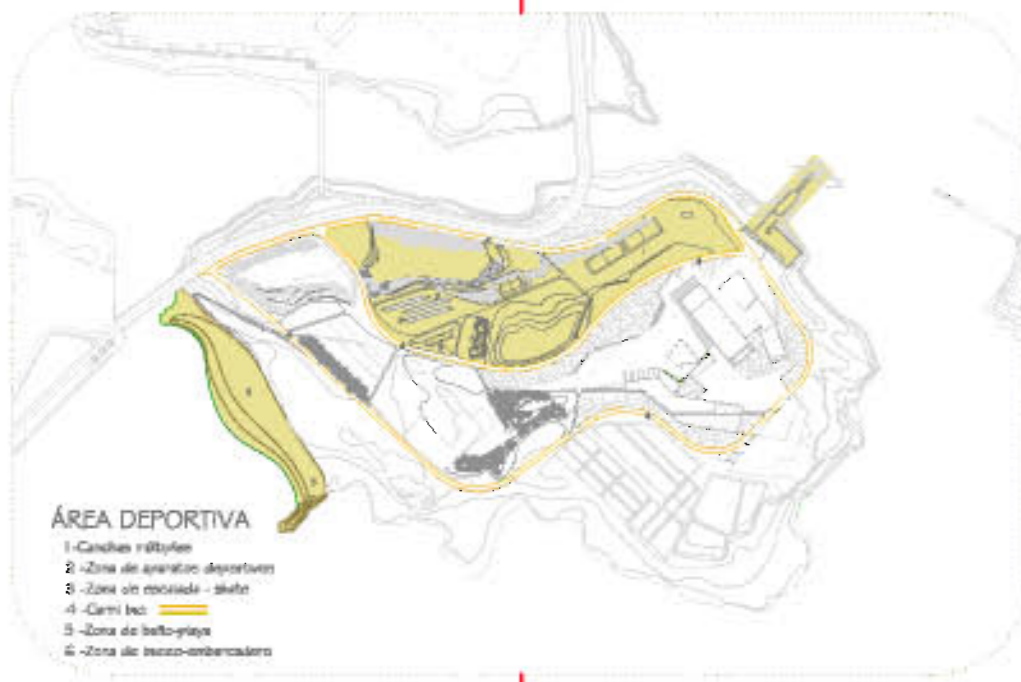 ÁREA DEPORTIVA
1-Canchas múltiples
2-Zona de aparatos deportivos
3-Zona de escalada - skate
4-Carril bici
5-Zona de baño-playa
6-Zona de buceo-embarcadero